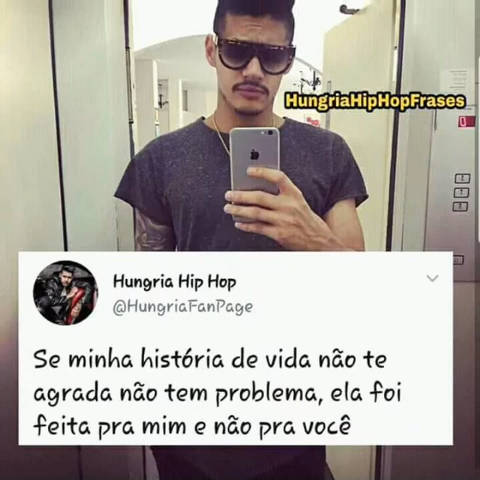 HungriaHipHopFrases
Hungria Hip Hop
@HungriaFanPage
Se minha história de vida não te
agrada não tem problema, ela foi
feita pra mim e não pra você